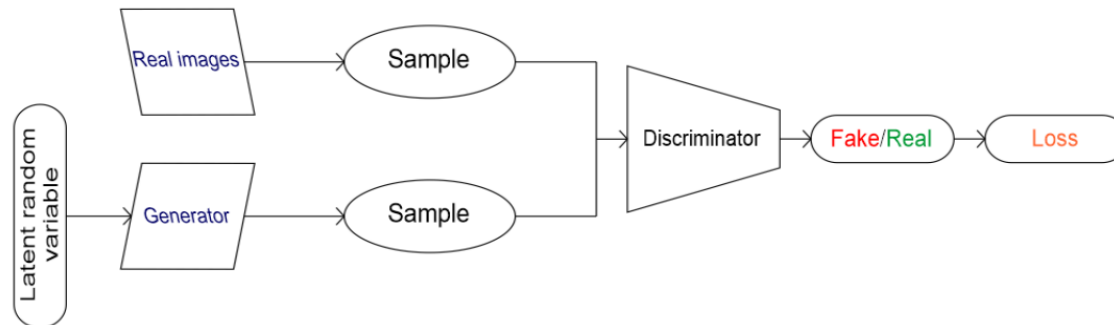 Real images
Sample
Latent random
variable
Generator
Sample
Discriminator
Fake/Real
Loss